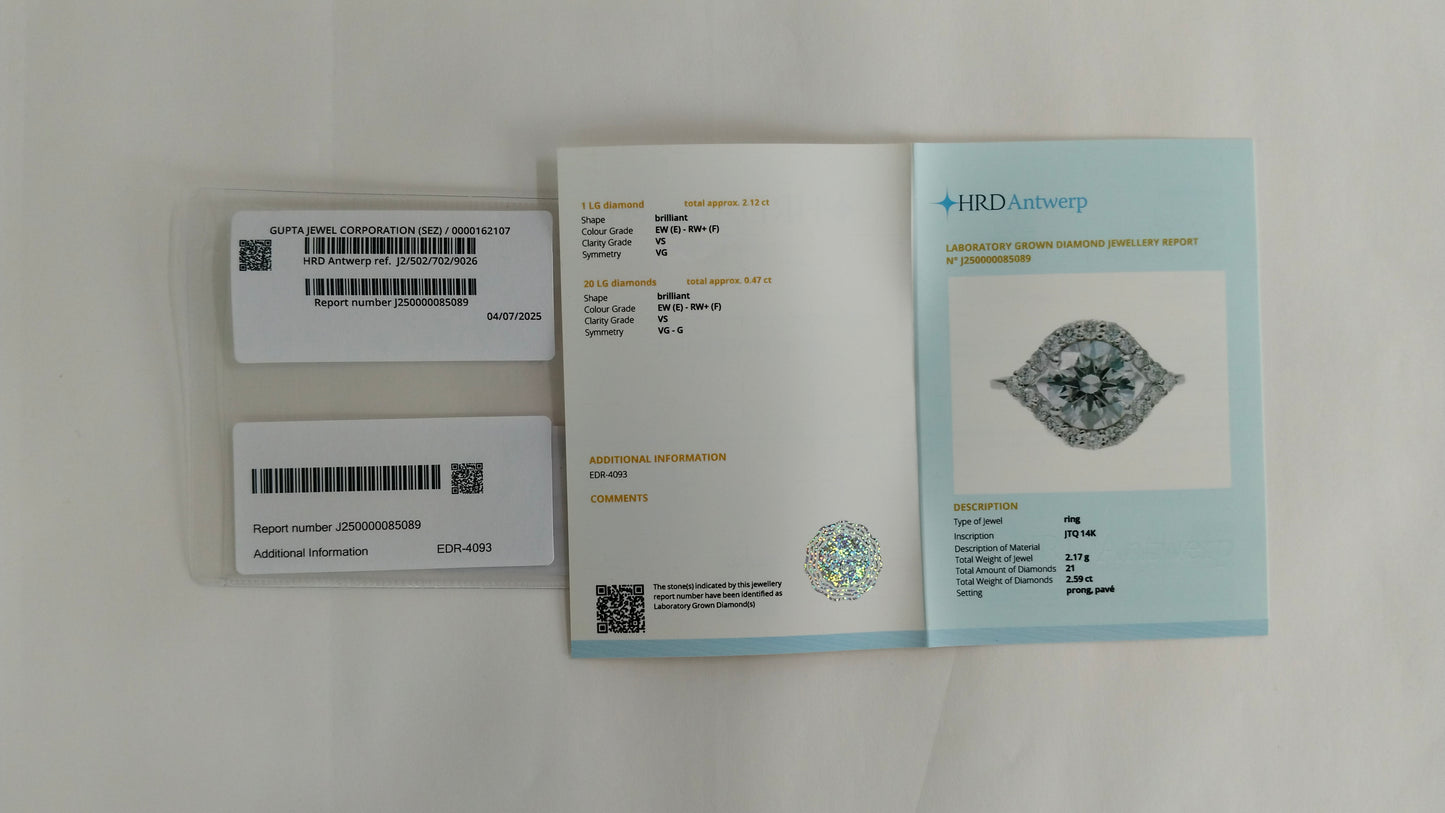 GUPTA JEWEL CORPORATION (SEZ) / 0000162107
HRD Antwerp ref. J2/502/702/9026
Report number J250000085089
04/07/2025
Report number J250000085089
Additional Information EDR-4093
1 LG diamond total approx. 2.12 ct
Shape brilliant
Colour Grade EW (E) - RW+ (F)
Clarity Grade VS
Symmetry VG
20 LG diamonds total approx. 0.47 ct
Shape brilliant
Colour Grade EW (E) - RW+ (F)
Clarity Grade VS
Symmetry VG - G
ADDITIONAL INFORMATION
EDR-4093
COMMENTS
The stone(s) indicated by this jewellery
report number have been identified as
Laboratory Grown Diamond(s)
HRD Antwerp
LABORATORY GROWN DIAMOND JEWELLERY REPORT
N° J250000085089
DESCRIPTION
Type of Jewel ring
Inscription JTQ 14K
Description of Material
Total Weight of Jewel 2.17 g
Total Amount of Diamonds 21
Total Weight of Diamonds 2.59 ct
Setting prong, pavé